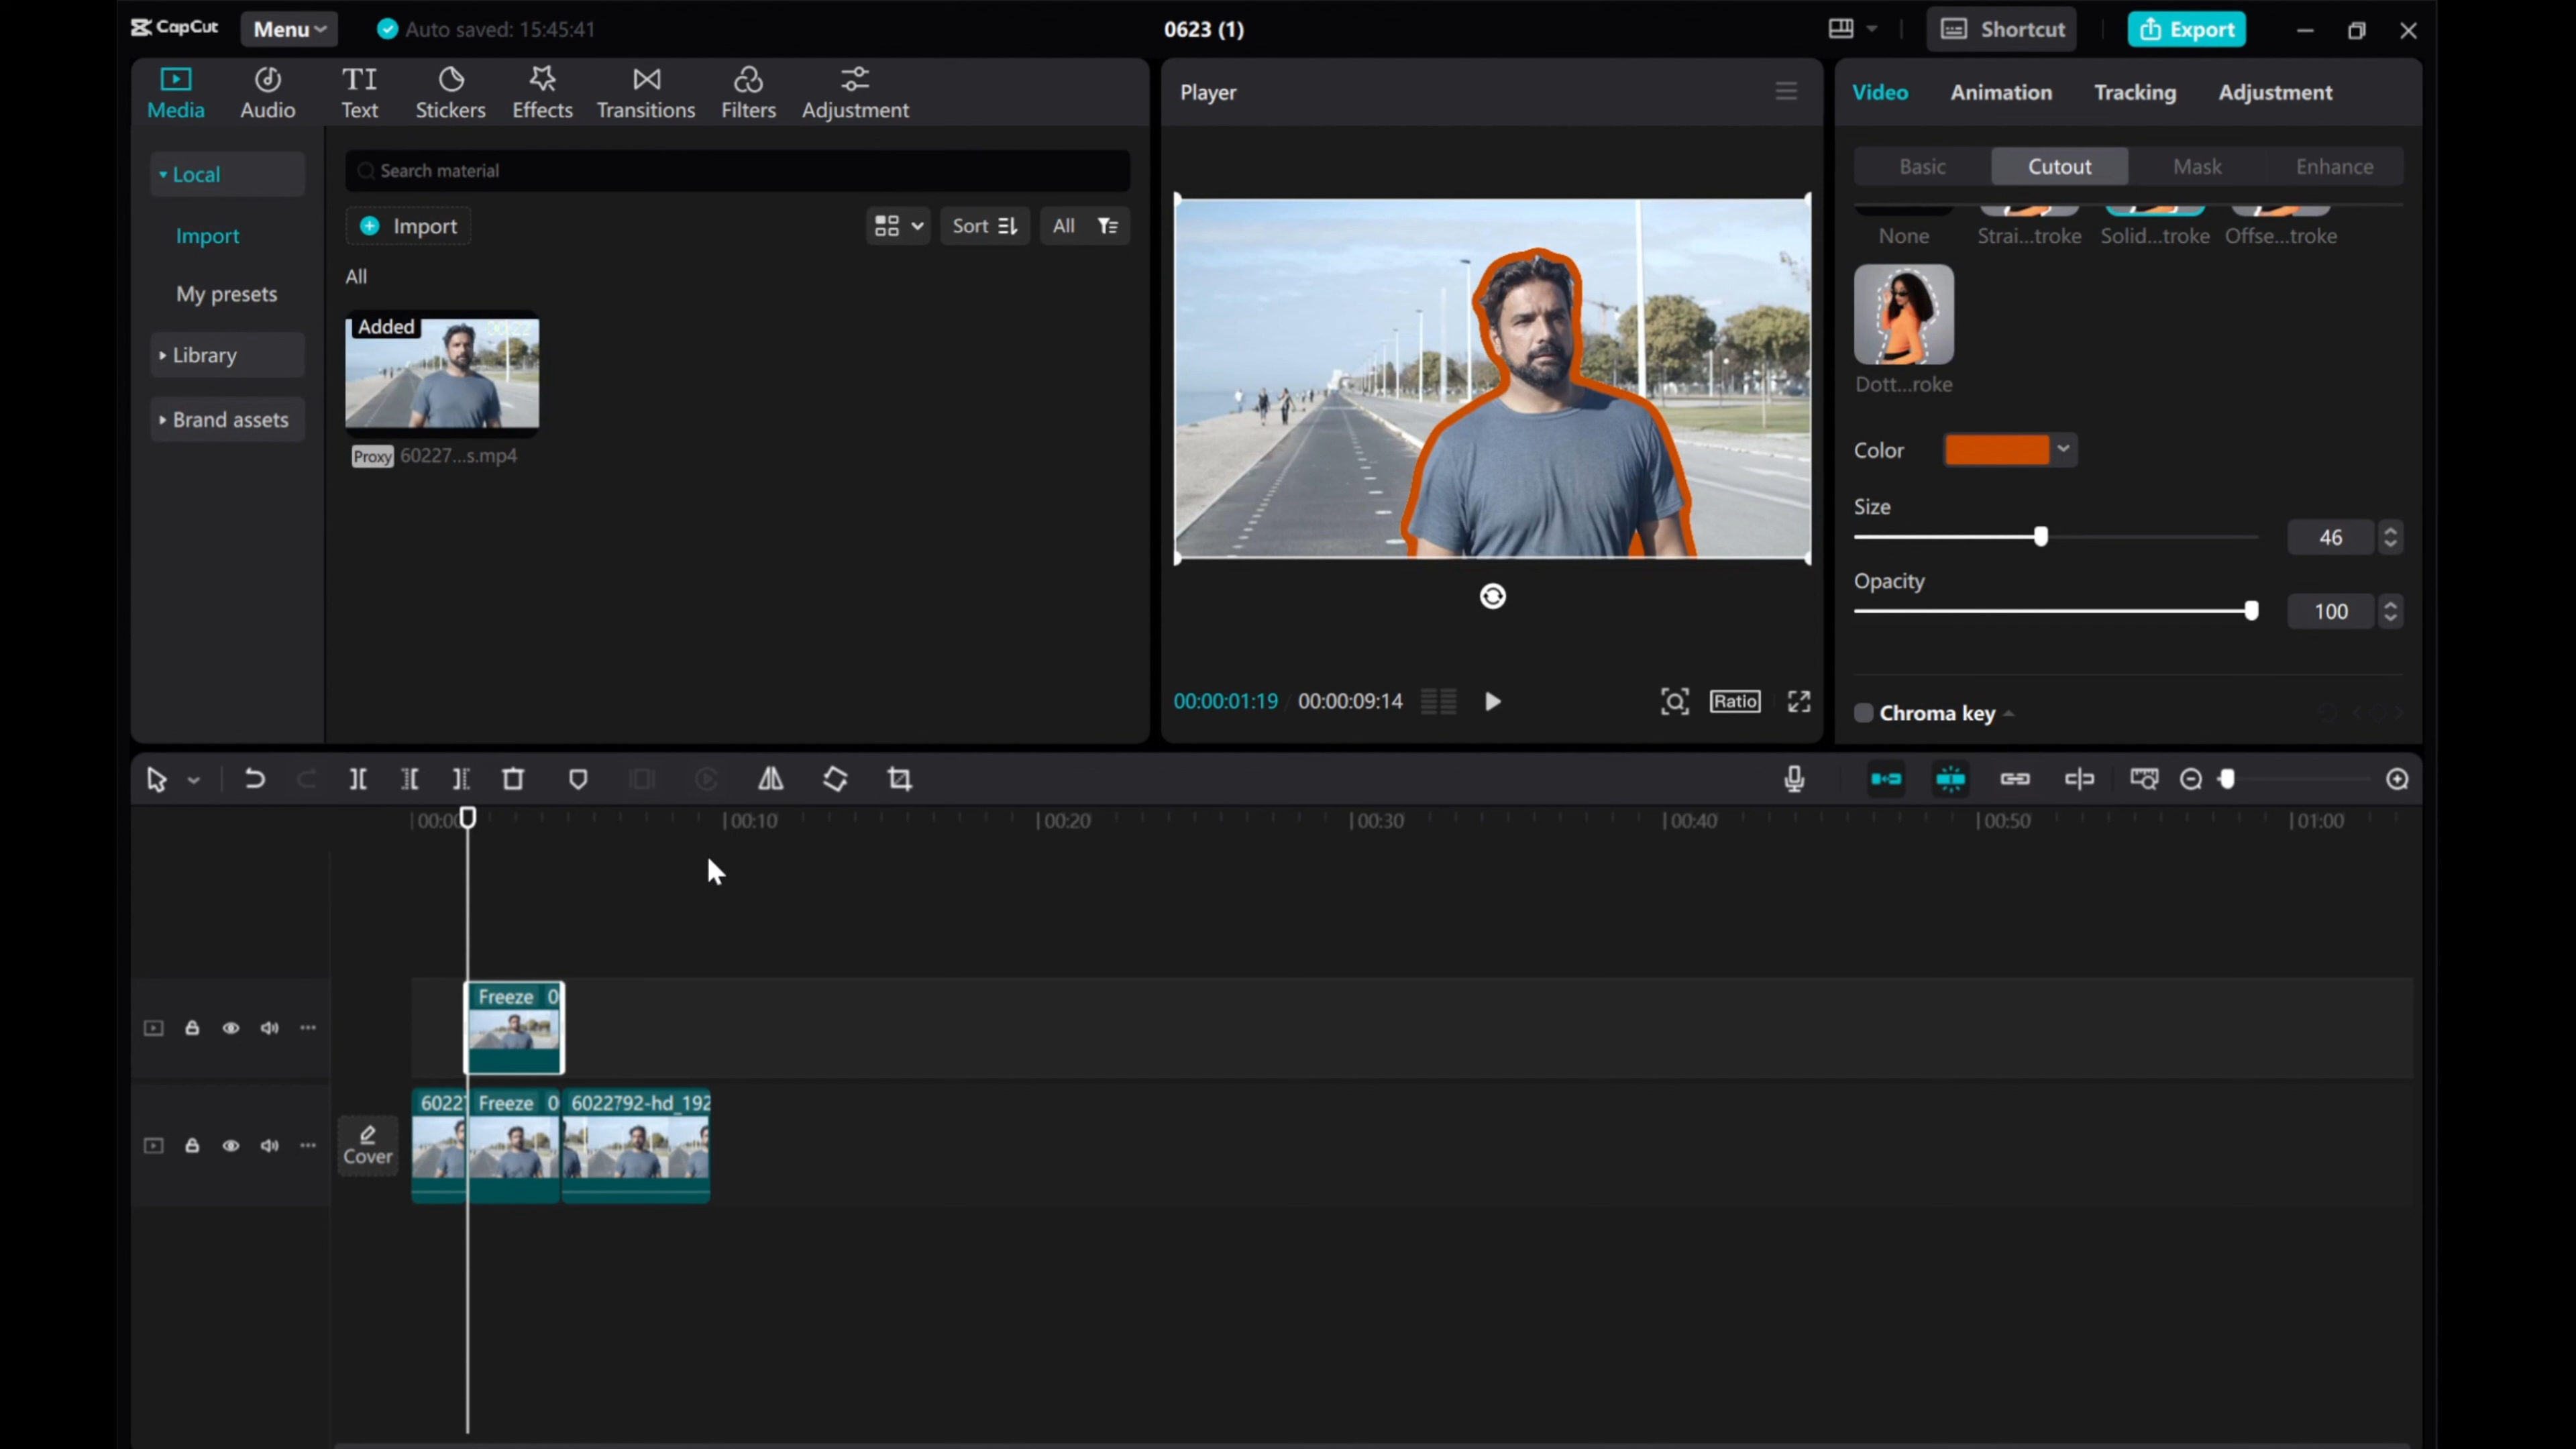 CapCut
Menu
Auto saved: 15:45:41
0623 (1)
Shortcut
Export
Media
Audio
TI
Text
Stickers
Effects
Transitions
Filters
Adjustment
Player
Video
Animation
Tracking
Adjustment
Local
Import
My presets
Library
Brand assets
Search material
Import
Sort
All
All
Added
Proxy 60227...s.mp4
Basic
Cutout
Mask
Enhance
None
Strai...troke
Solid...troke
Offse...troke
Dott...roke
Color
Size
46
Opacity
100
Chroma key
00:00:01:19
00:00:09:14
Ratio
00:00
00:10
00:20
00:30
00:40
00:50
01:00
Freeze 0
Cover
6022
Freeze 0
6022792-hd_192